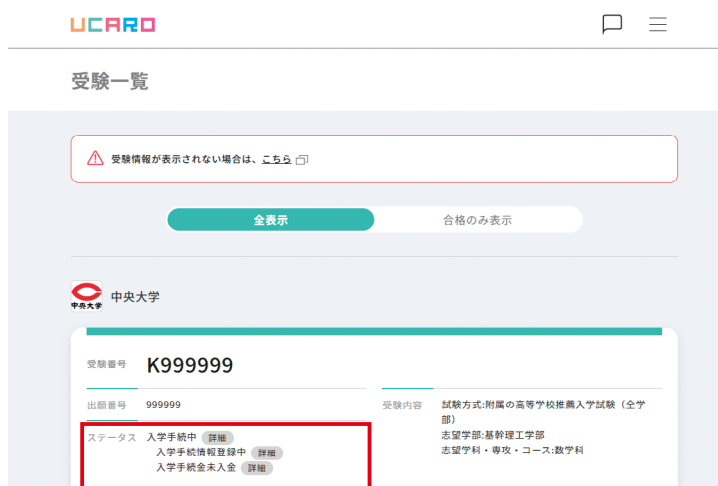 UCARO
受験一覧
受験情報が表示されない場合は、こちら
全表示
合格のみ表示
中央大学
中央大学
受験番号 K999999
出願番号 999999
ステータス 入学手続中 詳細
入学手続情報登録中 詳細
入学手続金未入金 詳細
受験内容 試験方式:附属の高等学校推薦入学試験（全学
部）
志望学部:基幹理工学部
志望学科・専攻・コース:数学科